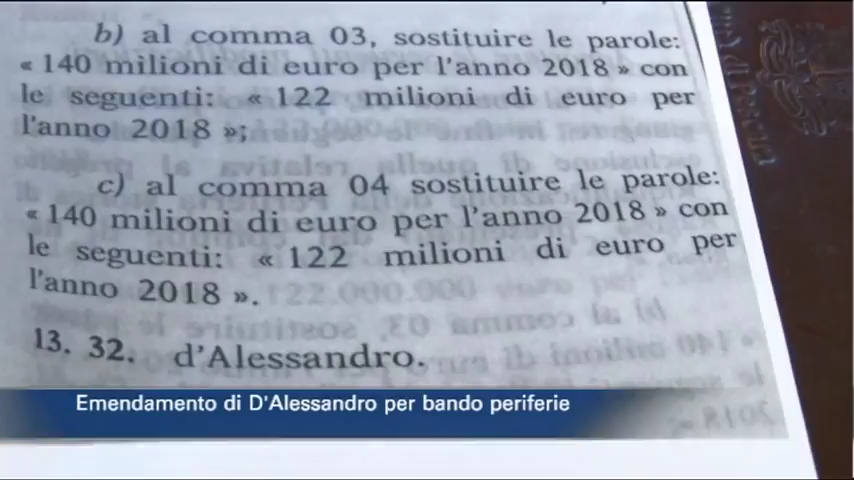 b) al comma 03, sostituire le parole:
« 140 milioni di euro per l'anno 2018 » con
le seguenti: « 122 milioni di euro per
l'anno 2018 »;
c) al comma 04 sostituire le parole:
« 140 milioni di euro per l'anno 2018 » con
le seguenti: « 122 milioni di euro per
l'anno 2018 ».
13. 32. d'Alessandro.
Emendamento di D'Alessandro per bando periferie